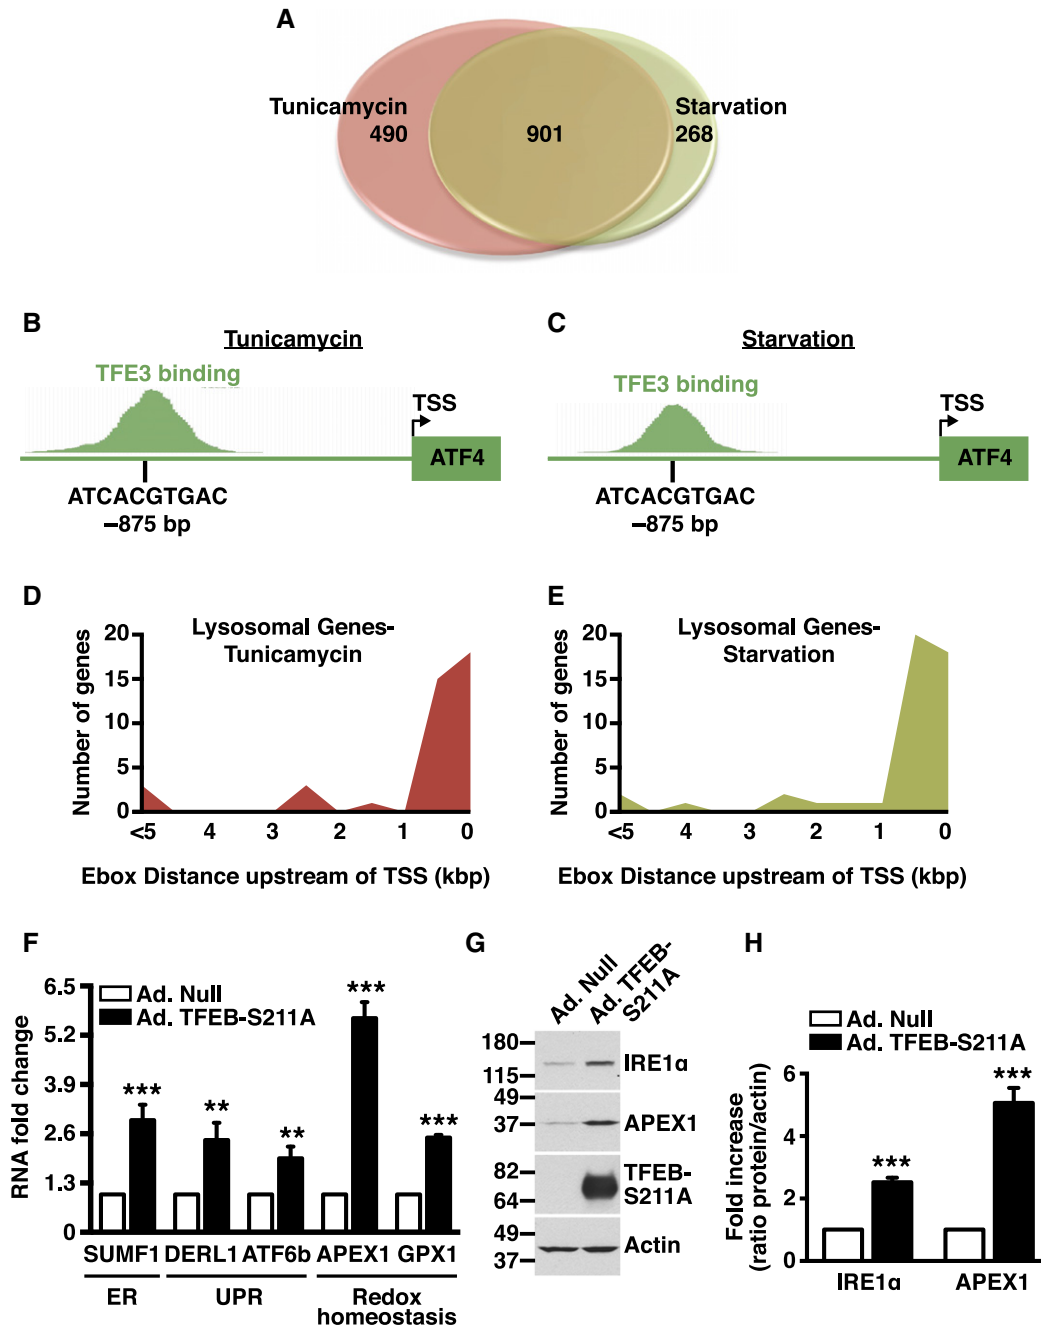 A
Tunicamycin
490
901
Starvation
268
B
Tunicamycin
TFE3 binding
TSS
ATF4
ATCACGTGAC
–875 bp
C
Starvation
TFE3 binding
TSS
ATF4
ATCACGTGAC
–875 bp
D
Lysosomal Genes-
Tunicamycin
Number of genes
20
15
10
5
0
<5 4 3 2 1 0
Ebox Distance upstream of TSS (kbp)
E
Lysosomal Genes-
Starvation
Number of genes
20
15
10
5
0
<5 4 3 2 1 0
Ebox Distance upstream of TSS (kbp)
F
Ad. Null
Ad. TFEB-S211A
RNA fold change
6.5
5.2
3.9
2.6
1.3
0
*** ** ** *** ***
SUMF1 DERL1 ATF6b APEX1 GPX1
ER UPR Redox
homeostasis
G
Ad. Null
Ad. TFEB-
S211A
180
115
IRE1α
49
37
APEX1
82
64
TFEB-
S211A
49
37
Actin
H
Ad. Null
Ad. TFEB-S211A
Fold increase
(ratio protein/actin)
6
4
2
0
*** ***
IRE1α APEX1